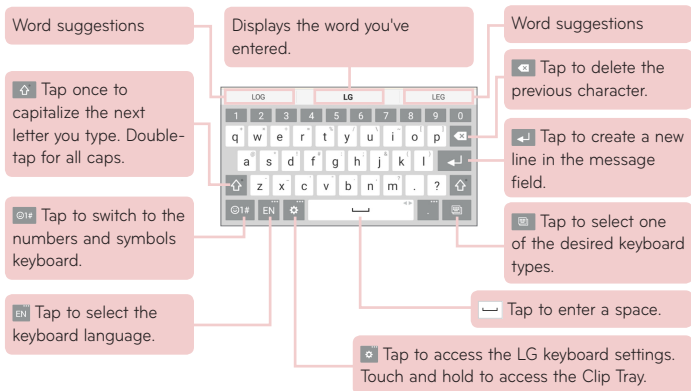 Word suggestions
Displays the word you've
entered.
Word suggestions
Tap once to
capitalize the next
letter you type. Double-
tap for all caps.
Tap to delete the
previous character.
Tap to create a new
line in the message
field.
LOG LG LEG
1 2 3 4 5 6 7 8 9 0
q w e r t y u i o p
a s d f g h j k l
z x c v b n m . ?
1# EN .
1# Tap to switch to the
numbers and symbols
keyboard.
Tap to select one
of the desired keyboard
types.
EN Tap to select the
keyboard language.
Tap to enter a space.
Tap to access the LG keyboard settings.
Touch and hold to access the Clip Tray.